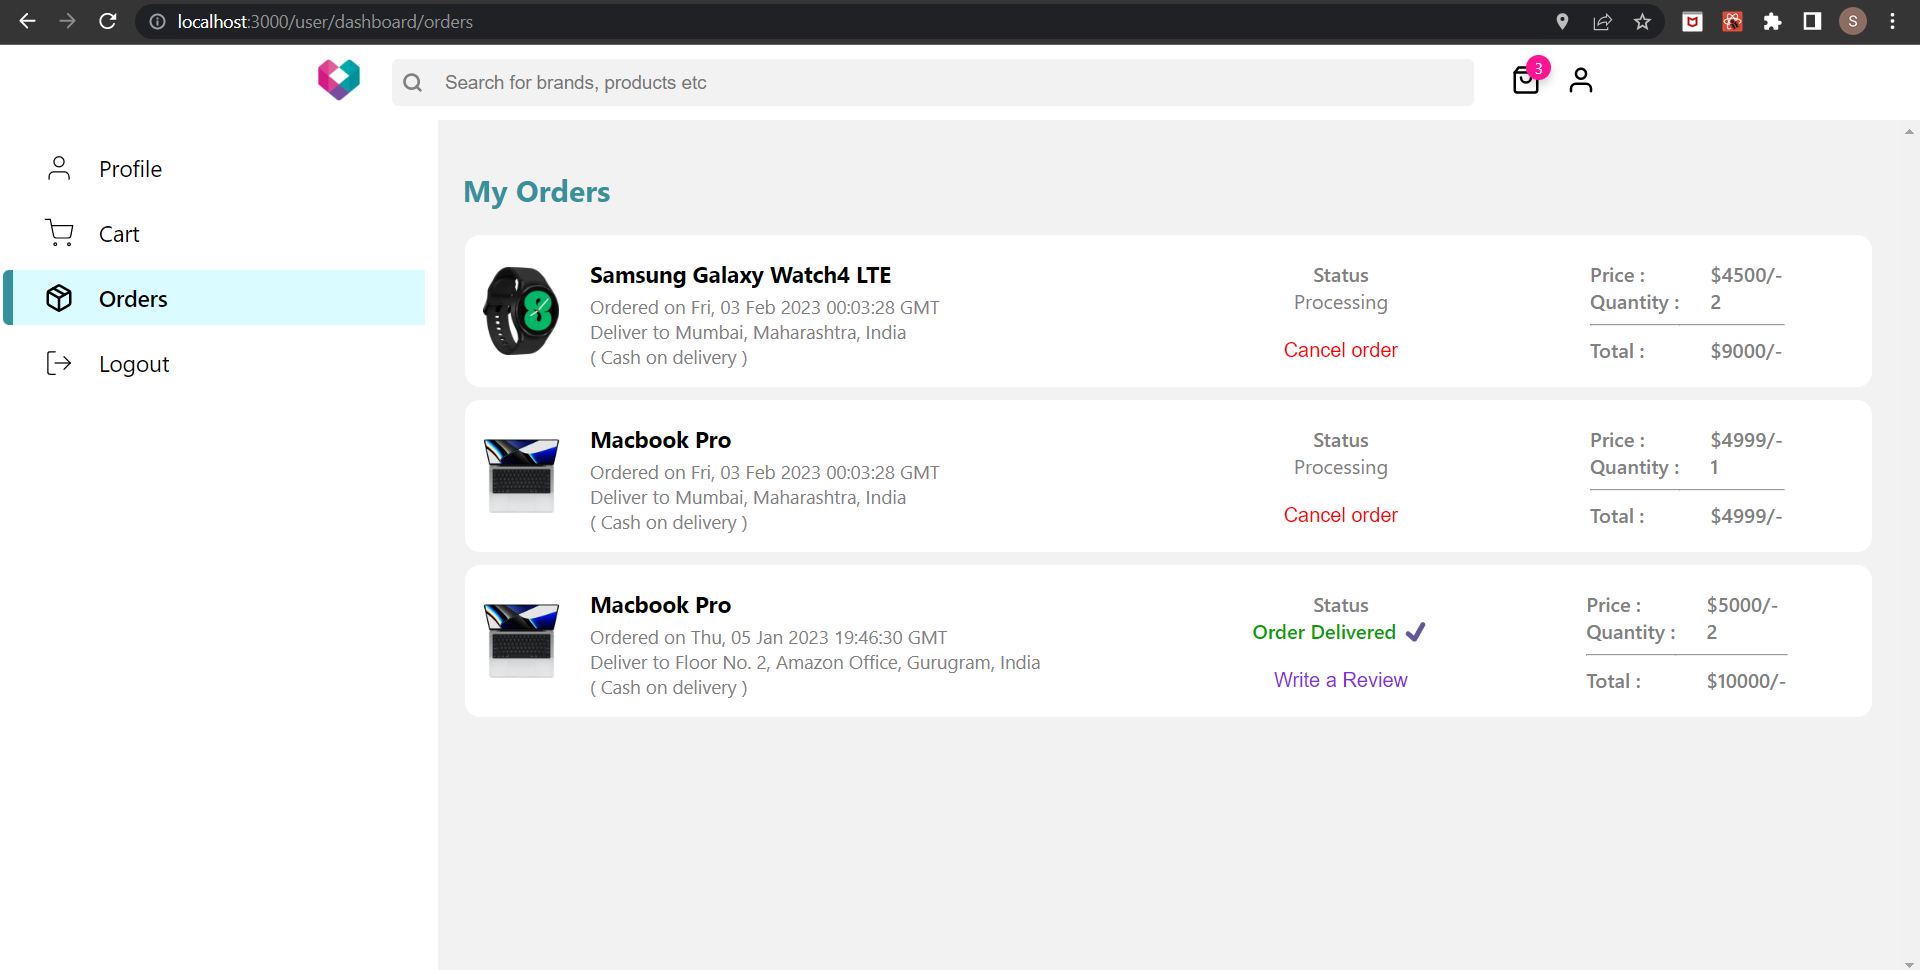 localhost:3000/user/dashboard/orders
S
Search for brands, products etc
3
Profile
Cart
Orders
Logout
My Orders
Samsung Galaxy Watch4 LTE
Ordered on Fri, 03 Feb 2023 00:03:28 GMT
Deliver to Mumbai, Maharashtra, India
( Cash on delivery )
Status
Processing
Cancel order
Price : $4500/-
Quantity : 2
Total : $9000/-
Macbook Pro
Ordered on Fri, 03 Feb 2023 00:03:28 GMT
Deliver to Mumbai, Maharashtra, India
( Cash on delivery )
Status
Processing
Cancel order
Price : $4999/-
Quantity : 1
Total : $4999/-
Macbook Pro
Ordered on Thu, 05 Jan 2023 19:46:30 GMT
Deliver to Floor No. 2, Amazon Office, Gurugram, India
( Cash on delivery )
Status
Order Delivered
Write a Review
Price : $5000/-
Quantity : 2
Total : $10000/-